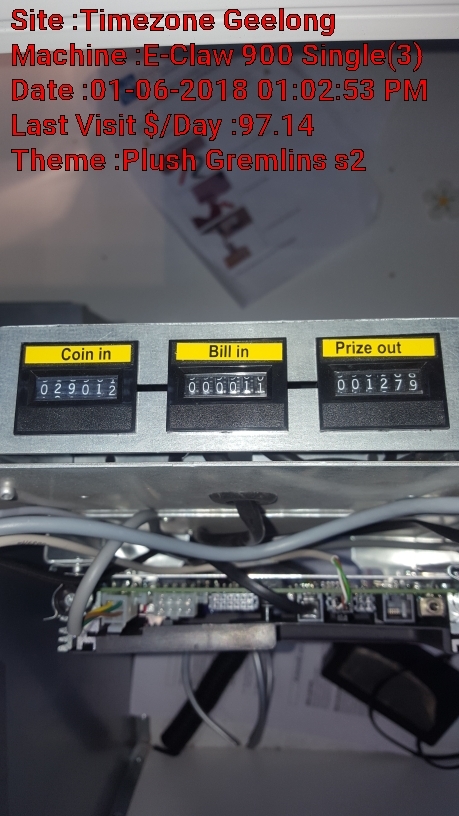 Site :Timezone Geelong
Machine :E-Claw 900 Single(3)
Date :01-06-2018 01:02:53 PM
Last Visit $/Day :97.14
Theme :Plush Gremlins s2
Coin in
Bill in
Prize out
029012
000011
001279